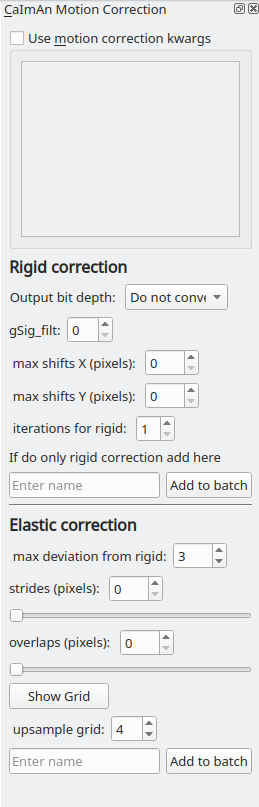 CaImAn Motion Correction
Use motion correction kwargs
Rigid correction
Output bit depth: Do not conve
gSig_filt: 0
max shifts X (pixels): 0
max shifts Y (pixels): 0
iterations for rigid: 1
If do only rigid correction add here
Enter name Add to batch
Elastic correction
max deviation from rigid: 3
strides (pixels): 0
overlaps (pixels): 0
Show Grid
upsample grid: 4
Enter name Add to batch